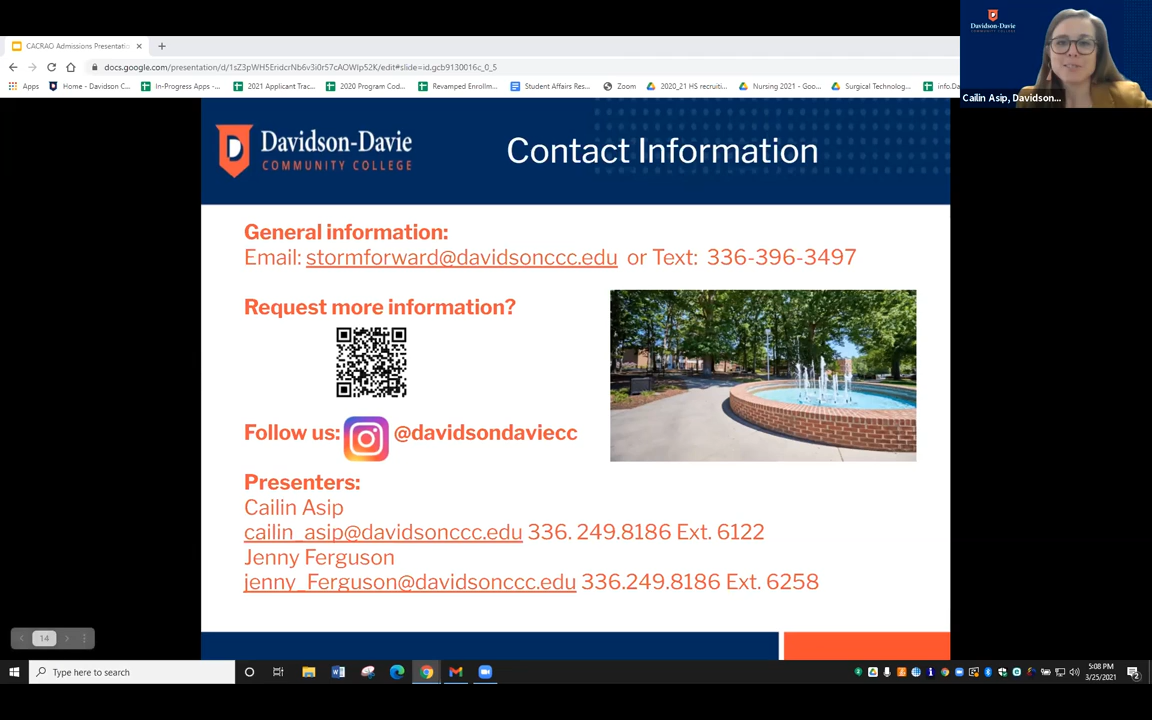 CACRAO Admissions Presentatio
docs.google.com/presentation/d/1sZ3pWH5EridcrNb6v3i0r57cAOWIp52K/edit#slide=id.gcb9130016c_0_5
Apps
Home - Davidson C...
In-Progress Apps -...
2021 Applicant Trac...
2020 Program Cod...
Revamped Enrollm...
Student Affairs Res...
Zoom
2020_21 HS recruiti...
Nursing 2021 - Goo...
Surgical Technolog...
info.Da
Davidson-Davie
COMMUNITY COLLEGE
Cailin Asip, Davidson...
Davidson-Davie
COMMUNITY COLLEGE
Contact Information
General information:
Email: stormforward@davidsonccc.edu or Text: 336-396-3497
Request more information?
Follow us: @davidsondaviecc
Presenters:
Cailin Asip
cailin_asip@davidsonccc.edu 336. 249.8186 Ext. 6122
Jenny Ferguson
jenny_Ferguson@davidsonccc.edu 336.249.8186 Ext. 6258
14
Type here to search
5:08 PM
3/25/2021